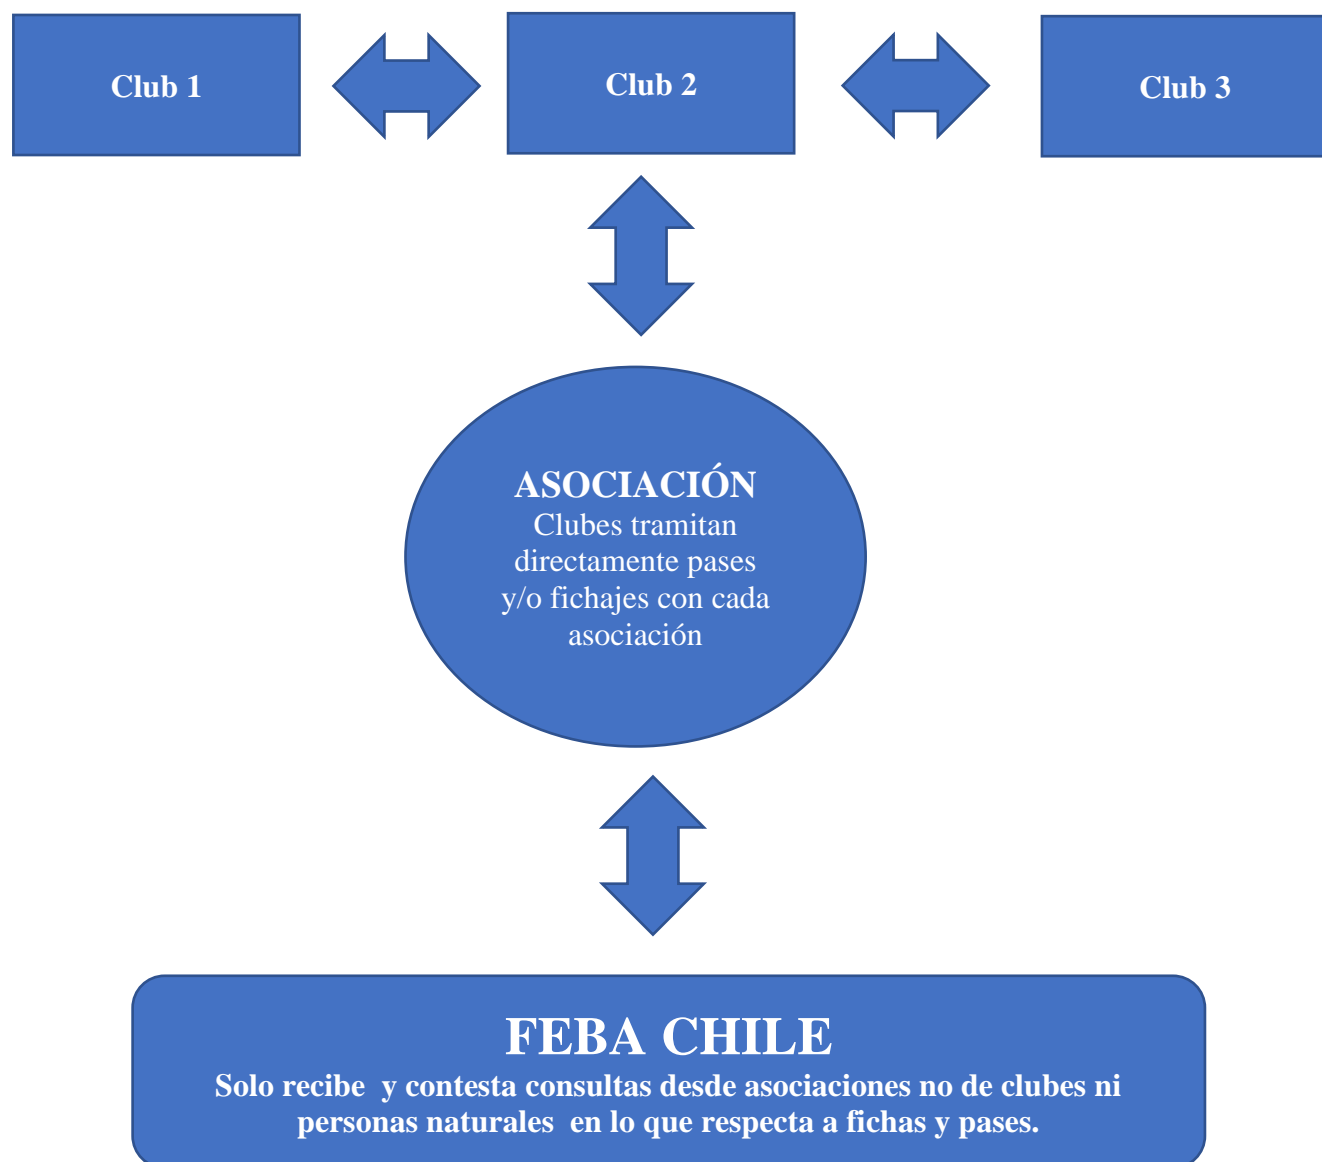 Club 1
Club 2
Club 3
ASOCIACIÓN
Clubes tramitan
directamente pases
y/o fichajes con cada
asociación
FEBA CHILE
Solo recibe  y contesta consultas desde asociaciones no de clubes ni
personas naturales  en lo que respecta a fichas y pases.